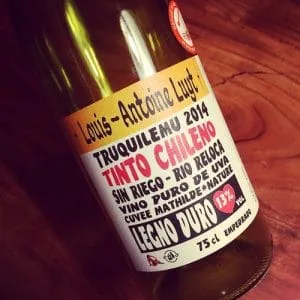 Louis-Antoine Luyt
TRUQUILEMU 2014
TINTO CHILENO
SIN RIEGO - RIO RELOCA
VINO PURO DE UVA
CUVEE MATHILDE & NATURE
LEGNO DURO 13% VOL
75 cl EMPEDRADO